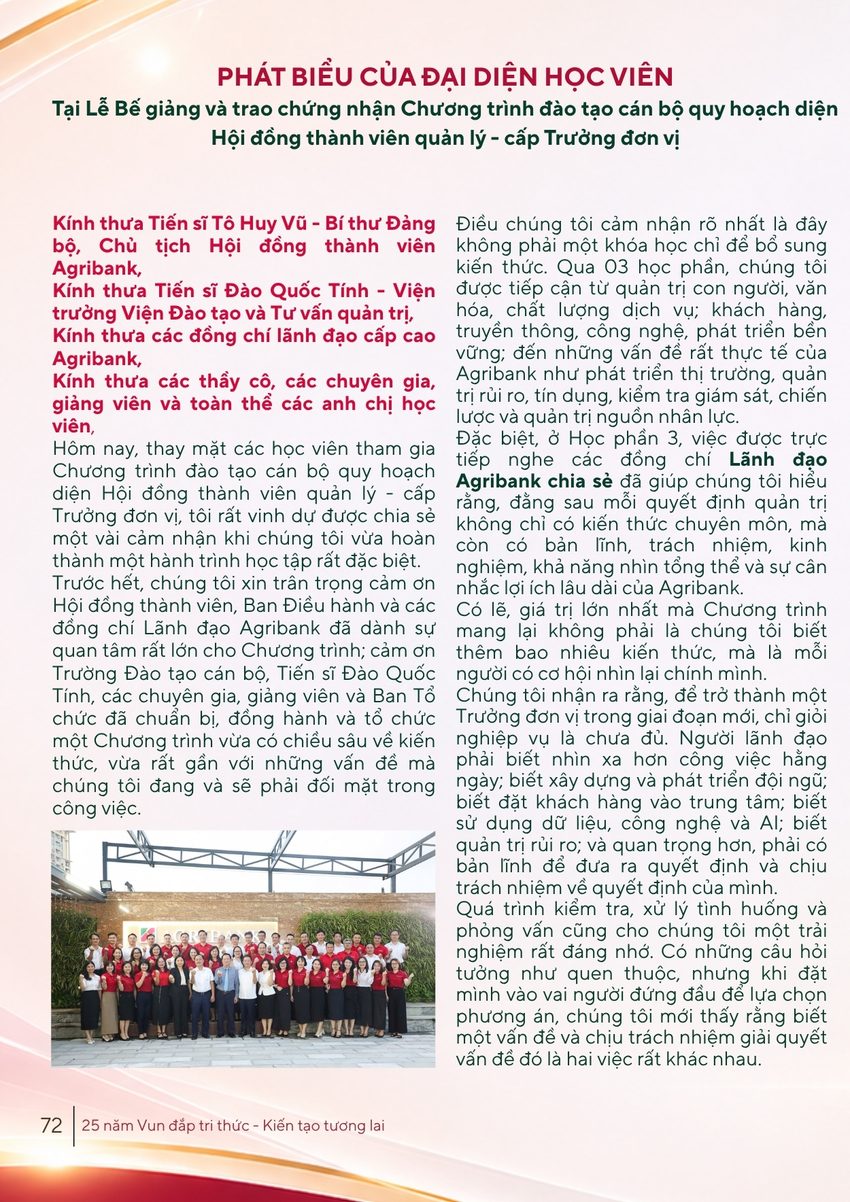 PHÁT BIỂU CỦA ĐẠI DIỆN HỌC VIÊN
Tại Lễ Bế giảng và trao chứng nhận Chương trình đào tạo cán bộ quy hoạch diện
Hội đồng thành viên quản lý - cấp Trưởng đơn vị
Kính thưa Tiến sĩ Tô Huy Vũ - Bí thư Đảng
bộ, Chủ tịch Hội đồng thành viên
Agribank,
Kính thưa Tiến sĩ Đào Quốc Tính - Viện
trưởng Viện Đào tạo và Tư vấn quản trị,
Kính thưa các đồng chí lãnh đạo cấp cao
Agribank,
Kính thưa các thầy cô, các chuyên gia,
giảng viên và toàn thể các anh chị học
viên,
Hôm nay, thay mặt các học viên tham gia
Chương trình đào tạo cán bộ quy hoạch
diện Hội đồng thành viên quản lý - cấp
Trưởng đơn vị, tôi rất vinh dự được chia sẻ
một vài cảm nhận khi chúng tôi vừa hoàn
thành một hành trình học tập rất đặc biệt.
Trước hết, chúng tôi xin trân trọng cảm ơn
Hội đồng thành viên, Ban Điều hành và các
đồng chí Lãnh đạo Agribank đã dành sự
quan tâm rất lớn cho Chương trình; cảm ơn
Trường Đào tạo cán bộ, Tiến sĩ Đào Quốc
Tính, các chuyên gia, giảng viên và Ban Tổ
chức đã chuẩn bị, đồng hành và tổ chức
một Chương trình vừa có chiều sâu về kiến
thức, vừa rất gần với những vấn đề mà
chúng tôi đang và sẽ phải đối mặt trong
công việc.
Điều chúng tôi cảm nhận rõ nhất là đây
không phải một khóa học chỉ để bổ sung
kiến thức. Qua 03 học phần, chúng tôi
được tiếp cận từ quản trị con người, văn
hóa, chất lượng dịch vụ; khách hàng,
truyền thông, công nghệ, phát triển bền
vững; đến những vấn đề rất thực tế của
Agribank như phát triển thị trường, quản
trị rủi ro, tín dụng, kiểm tra giám sát, chiến
lược và quản trị nguồn nhân lực.
Đặc biệt, ở Học phần 3, việc được trực
tiếp nghe các đồng chí Lãnh đạo
Agribank chia sẻ đã giúp chúng tôi hiểu
rằng, đằng sau mỗi quyết định quản trị
không chỉ có kiến thức chuyên môn, mà
còn có bản lĩnh, trách nhiệm, kinh
nghiệm, khả năng nhìn tổng thể và sự cân
nhắc lợi ích lâu dài của Agribank.
Có lẽ, giá trị lớn nhất mà Chương trình
mang lại không phải là chúng tôi biết
thêm bao nhiêu kiến thức, mà là mỗi
người có cơ hội nhìn lại chính mình.
Chúng tôi nhận ra rằng, để trở thành một
Trưởng đơn vị trong giai đoạn mới, chỉ giỏi
nghiệp vụ là chưa đủ. Người lãnh đạo
phải biết nhìn xa hơn công việc hằng
ngày; biết xây dựng và phát triển đội ngũ;
biết đặt khách hàng vào trung tâm; biết
sử dụng dữ liệu, công nghệ và AI; biết
quản trị rủi ro; và quan trọng hơn, phải có
bản lĩnh để đưa ra quyết định và chịu
trách nhiệm về quyết định của mình.
Quá trình kiểm tra, xử lý tình huống và
phỏng vấn cũng cho chúng tôi một trải
nghiệm rất đáng nhớ. Có những câu hỏi
tưởng như quen thuộc, nhưng khi đặt
mình vào vai người đứng đầu để lựa chọn
phương án, chúng tôi mới thấy rằng biết
một vấn đề và chịu trách nhiệm giải quyết
vấn đề đó là hai việc rất khác nhau.
72
25 năm Vun đắp tri thức - Kiến tạo tương lai